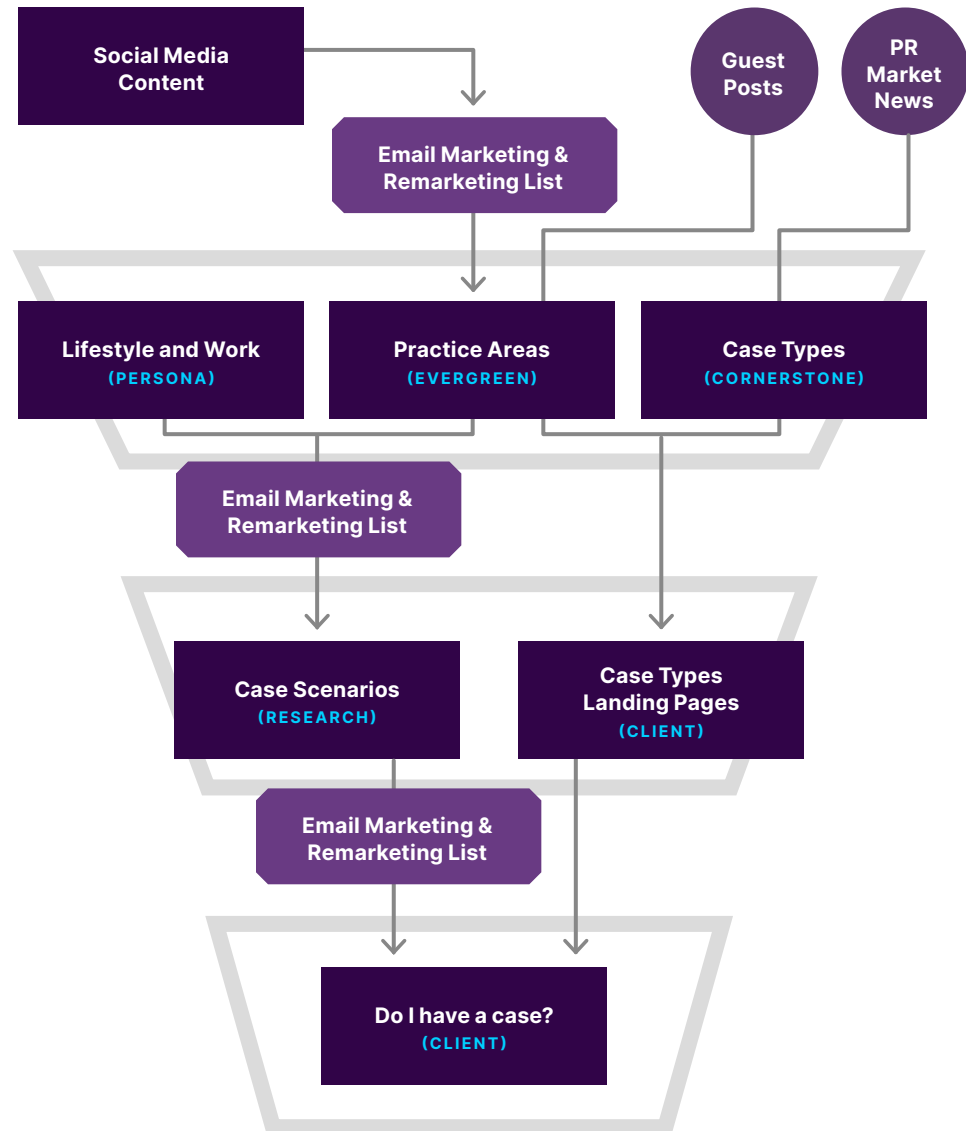 Social Media
Content
Guest
Posts
PR
Market
News
Email Marketing &
Remarketing List
Lifestyle and Work
(PERSONA)
Practice Areas
(EVERGREEN)
Case Types
(CORNERSTONE)
Email Marketing &
Remarketing List
Case Scenarios
(RESEARCH)
Case Types
Landing Pages
(CLIENT)
Email Marketing &
Remarketing List
Do I have a case?
(CLIENT)